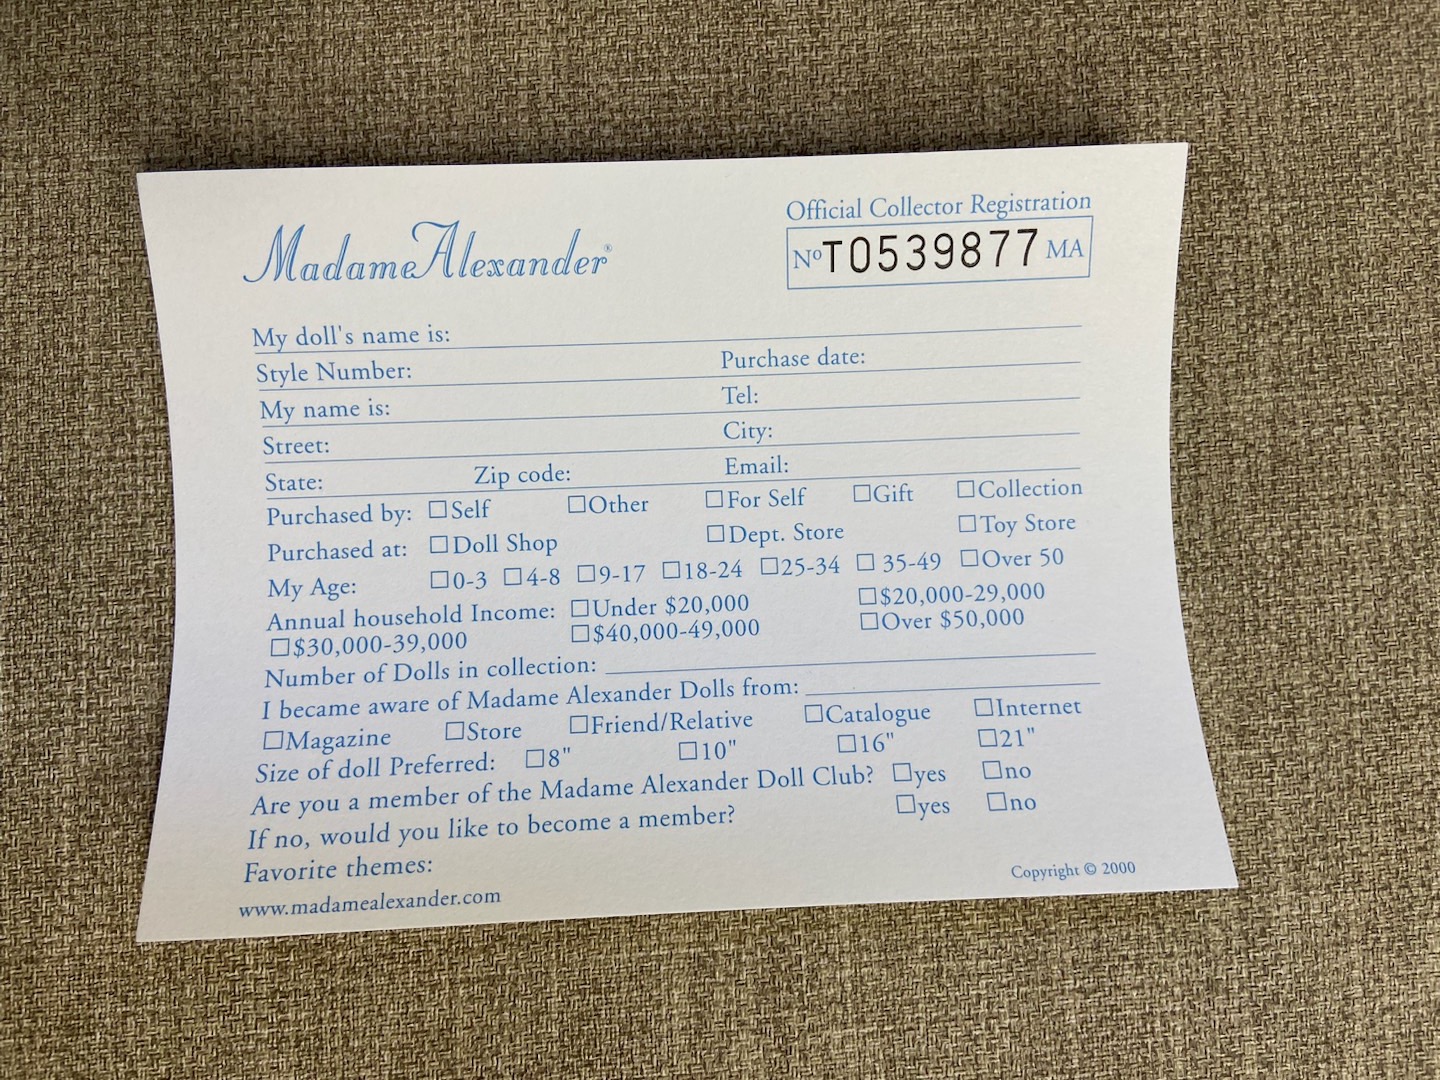 Madame Alexander®
Official Collector Registration
Nº T0539877 MA
My doll's name is:
Style Number: Purchase date:
My name is: Tel:
Street: City:
State: Zip code: Email:
Purchased by: ☐Self ☐Other ☐For Self ☐Gift ☐Collection
Purchased at: ☐Doll Shop ☐Dept. Store ☐Toy Store
My Age: ☐0-3 ☐4-8 ☐9-17 ☐18-24 ☐25-34 ☐35-49 ☐Over 50
Annual household Income: ☐Under $20,000 ☐$20,000-29,000
☐$30,000-39,000 ☐$40,000-49,000 ☐Over $50,000
Number of Dolls in collection:
I became aware of Madame Alexander Dolls from:
☐Magazine ☐Store ☐Friend/Relative ☐Catalogue ☐Internet
Size of doll Preferred: ☐8" ☐10" ☐16" ☐21"
Are you a member of the Madame Alexander Doll Club? ☐yes ☐no
If no, would you like to become a member? ☐yes ☐no
Favorite themes:
www.madamealexander.com
Copyright © 2000